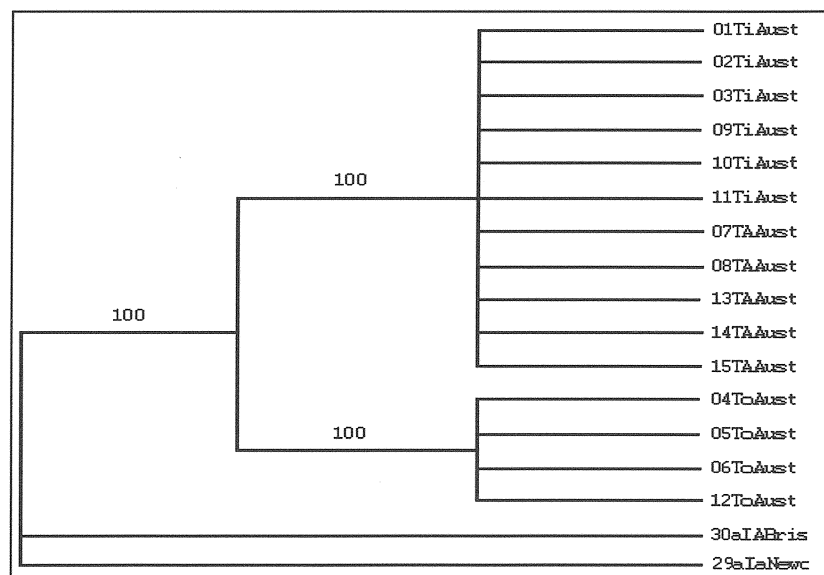 01TiAust
02TiAust
03TiAust
09TiAust
10TiAust
100
11TiAust
07TAAust
08TAAust
13TAAust
100
14TAAust
15TAAust
04ToAust
100
05ToAust
06ToAust
12ToAust
30aIABris
29aIaNewc